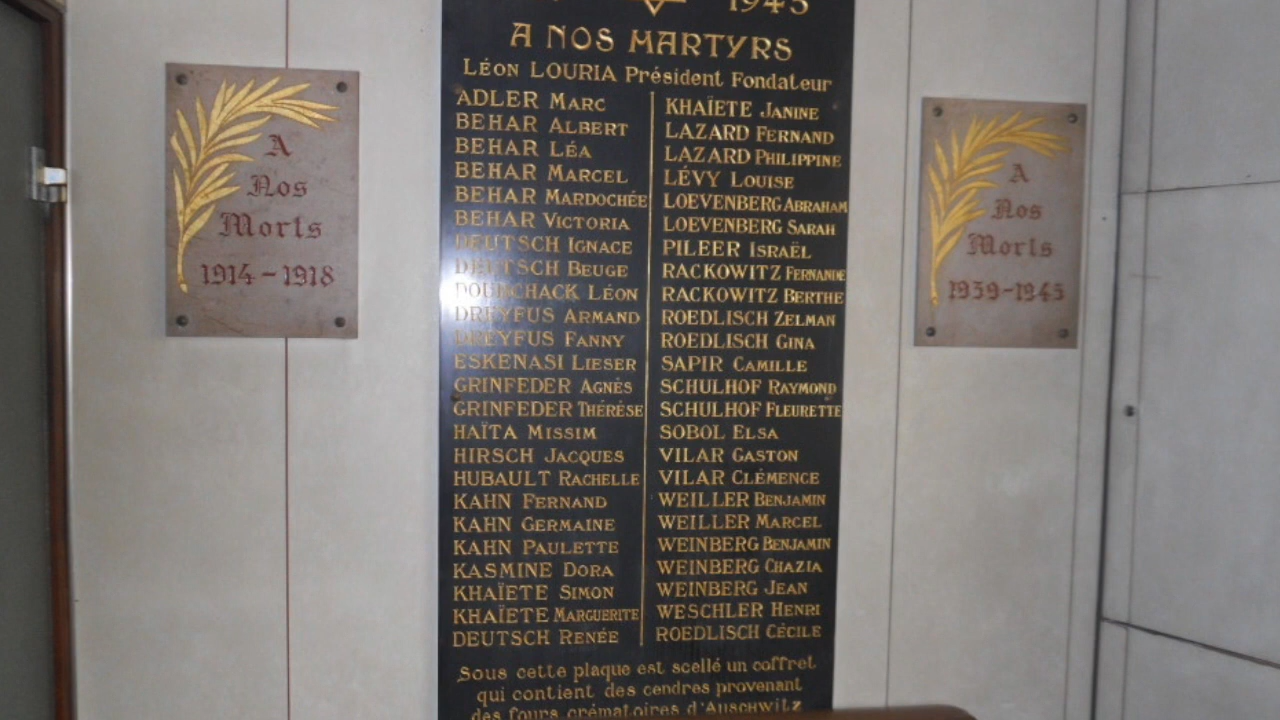 A
Nos
Morts
1914 - 1918
1945
A NOS MARTYRS
LÉON LOURIA Président Fondateur
ADLER MARC
BEHAR ALBERT
BEHAR LÉA
BEHAR MARCEL
BEHAR MARDOCHÉE
BEHAR VICTORIA
DEUTSCH IGNACE
DEUTSCH BEUGE
LÉON
DREYFUS ARMAND
DREYFUS FANNY
ESKENASI LIESER
GRINFEDER AGNÈS
GRINFEDER THÉRÈSE
HAÏTA MISSIM
HIRSCH JACQUES
HUBAULT RACHELLE
KAHN FERNAND
KAHN GERMAINE
KAHN PAULETTE
KASMINE DORA
KHAÏETE SIMON
KHAÏETE MARGUERITE
DEUTSCH RENÉE
KHAÏETE JANINE
LAZARD FERNAND
LAZARD PHILIPPINE
LÉVY LOUISE
LOEVENBERG ABRAHAM
LOEVENBERG SARAH
PILEER ISRAËL
RACKOWITZ FERNANDE
RACKOWITZ BERTHE
ROEDLISCH ZELMAN
ROEDLISCH GINA
SAPIR CAMILLE
SCHULHOF RAYMOND
SCHULHOF FLEURETTE
SOBOL ELSA
VILAR GASTON
VILAR CLÉMENCE
WEILLER BENJAMIN
WEILLER MARCEL
WEINBERG BENJAMIN
WEINBERG CHAZIA
WEINBERG JEAN
WESCHLER HENRI
ROEDLISCH CÉCILE
Sous cette plaque est scellé un coffret
qui contient des cendres provenant
des fours crématoires d'Auschwitz
A
Nos
Morts
1939-1945